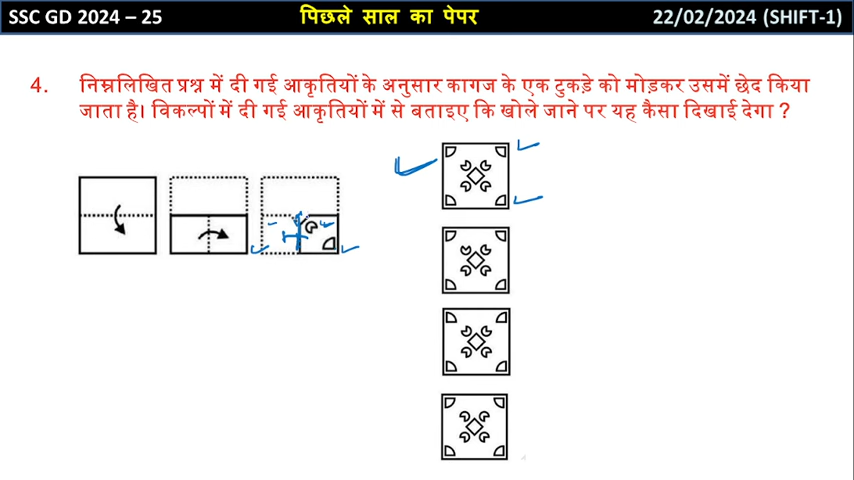 SSC GD 2024 – 25
पिछले साल का पेपर
22/02/2024 (SHIFT-1)
4. निम्नलिखित प्रश्न में दी गई आकृतियों के अनुसार कागज के एक टुकड़े को मोड़कर उसमें छेद किया
जाता है। विकल्पों में दी गई आकृतियों में से बताइए कि खोले जाने पर यह कैसा दिखाई देगा ?